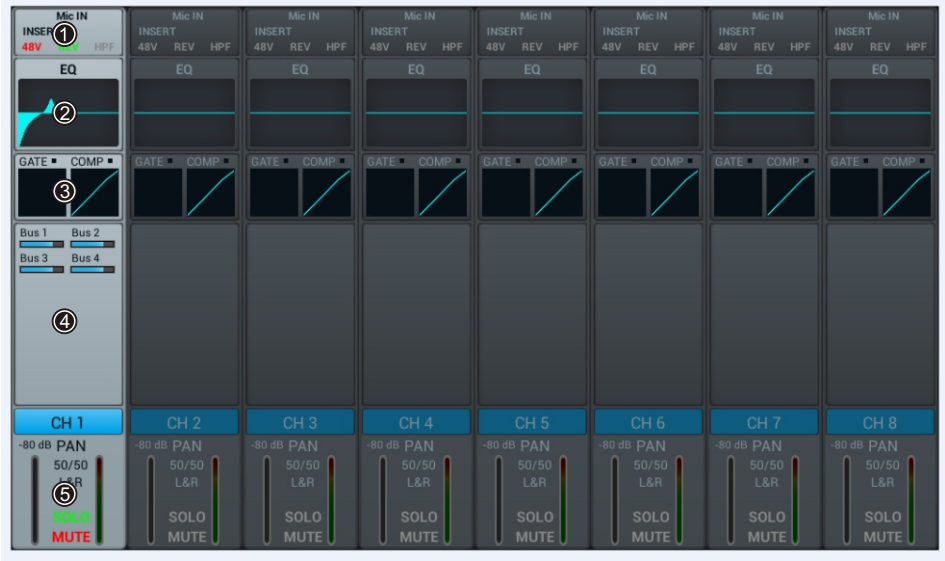 Mic IN Mic IN Mic IN Mic IN Mic IN Mic IN Mic IN Mic IN
① INSERT INSERT INSERT INSERT INSERT INSERT INSERT INSERT
48V REV HPF 48V REV HPF 48V REV HPF 48V REV HPF 48V REV HPF 48V REV HPF 48V REV HPF 48V REV HPF
EQ EQ EQ EQ EQ EQ EQ EQ
②
GATE COMP GATE COMP GATE COMP GATE COMP GATE COMP GATE COMP GATE COMP GATE COMP
③
Bus 1 Bus 2
Bus 3 Bus 4
④
CH 1 CH 2 CH 3 CH 4 CH 5 CH 6 CH 7 CH 8
-80 dB PAN -80 dB PAN -80 dB PAN -80 dB PAN -80 dB PAN -80 dB PAN -80 dB PAN -80 dB PAN
50/50 50/50 50/50 50/50 50/50 50/50 50/50 50/50
L&R L&R L&R L&R L&R L&R L&R L&R
⑤
SOLO SOLO SOLO SOLO SOLO SOLO SOLO SOLO
MUTE MUTE MUTE MUTE MUTE MUTE MUTE MUTE